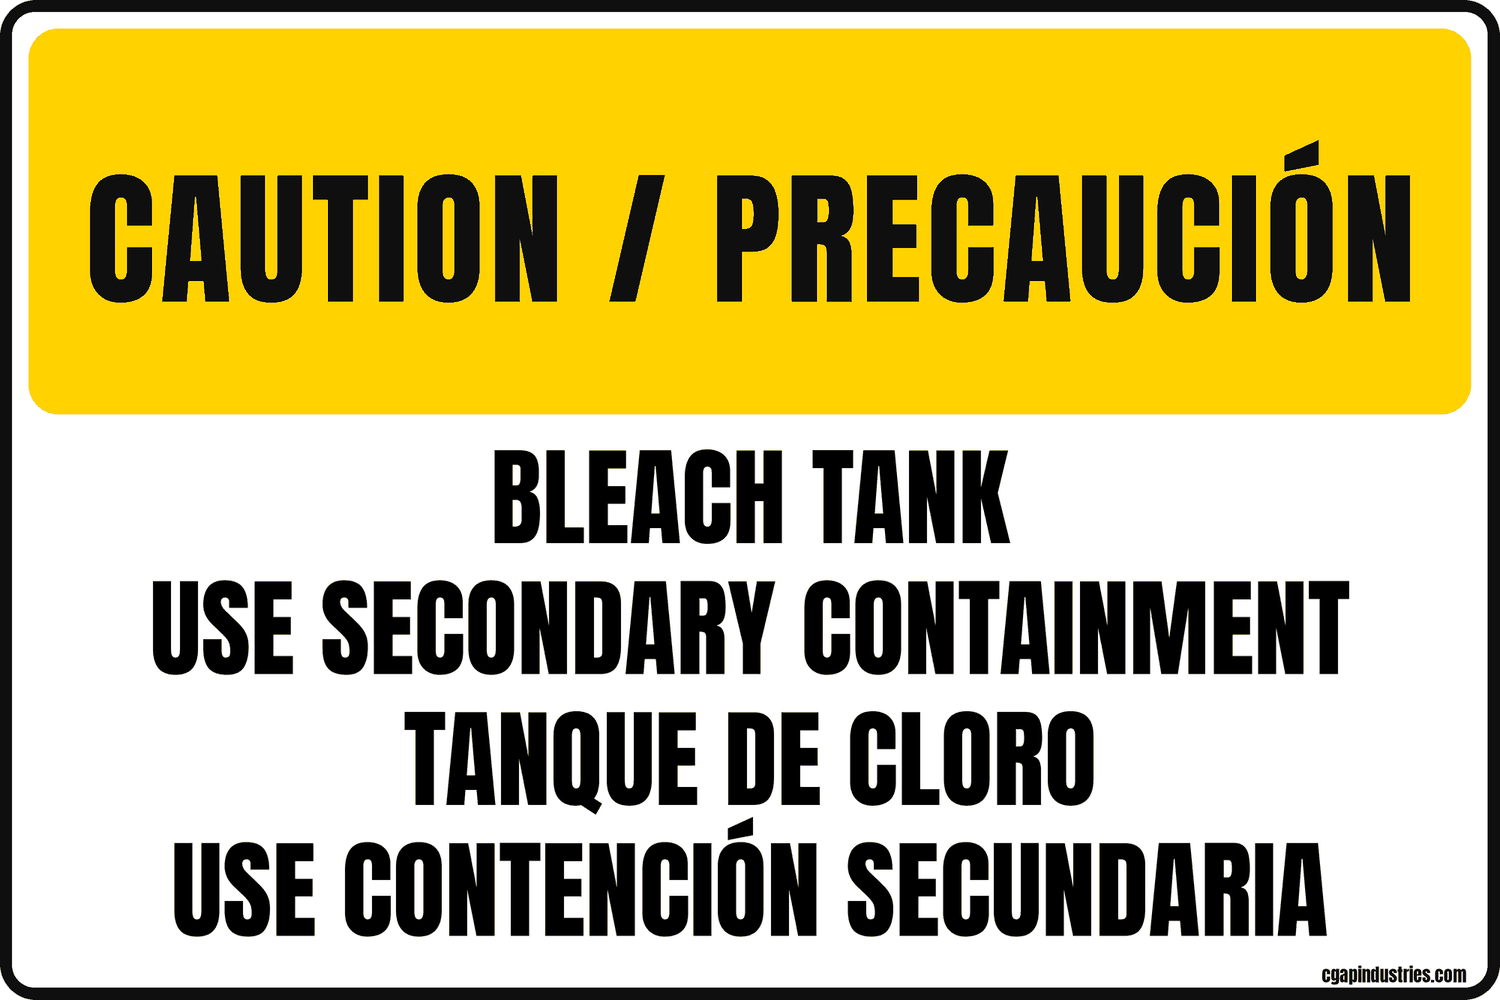 CAUTION / PRECAUCIÓN
BLEACH TANK
USE SECONDARY CONTAINMENT
TANQUE DE CLORO
USE CONTENCIÓN SECUNDARIA
cgapindustries.com